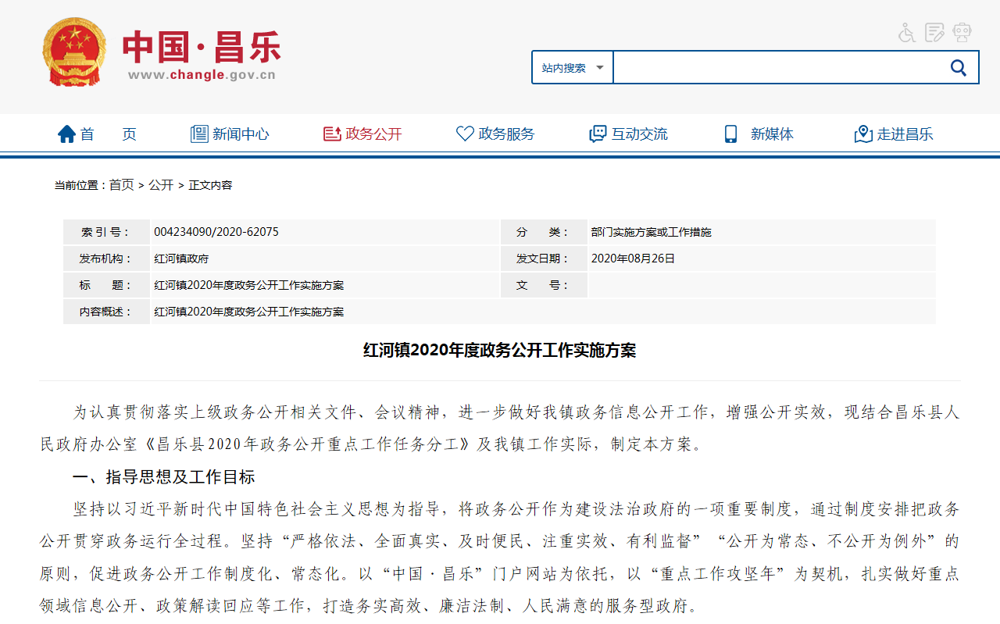 中国·昌乐
www.changle.gov.cn
站内搜索
首 页 新闻中心 政务公开 政务服务 互动交流 新媒体 走进昌乐
当前位置：首页 > 公开 > 正文内容
索 引 号： 004234090/2020-62075 分 类： 部门实施方案或工作措施
发布机构： 红河镇政府 发文日期： 2020年08月26日
标 题： 红河镇2020年度政务公开工作实施方案 文 号：
内容概述： 红河镇2020年度政务公开工作实施方案
红河镇2020年度政务公开工作实施方案
为认真贯彻落实上级政务公开相关文件、会议精神，进一步做好我镇政务信息公开工作，增强公开实效，现结合昌乐县人
民政府办公室《昌乐县2020年政务公开重点工作任务分工》及我镇工作实际，制定本方案。
一、指导思想及工作目标
坚持以习近平新时代中国特色社会主义思想为指导，将政务公开作为建设法治政府的一项重要制度，通过制度安排把政务
公开贯穿政务运行全过程。坚持“严格依法、全面真实、及时便民、注重实效、有利监督”“公开为常态、不公开为例外”的
原则，促进政务公开工作制度化、常态化。以“中国·昌乐”门户网站为依托，以“重点工作攻坚年”为契机，扎实做好重点
领域信息公开、政策解读回应等工作，打造务实高效、廉洁法制、人民满意的服务型政府。